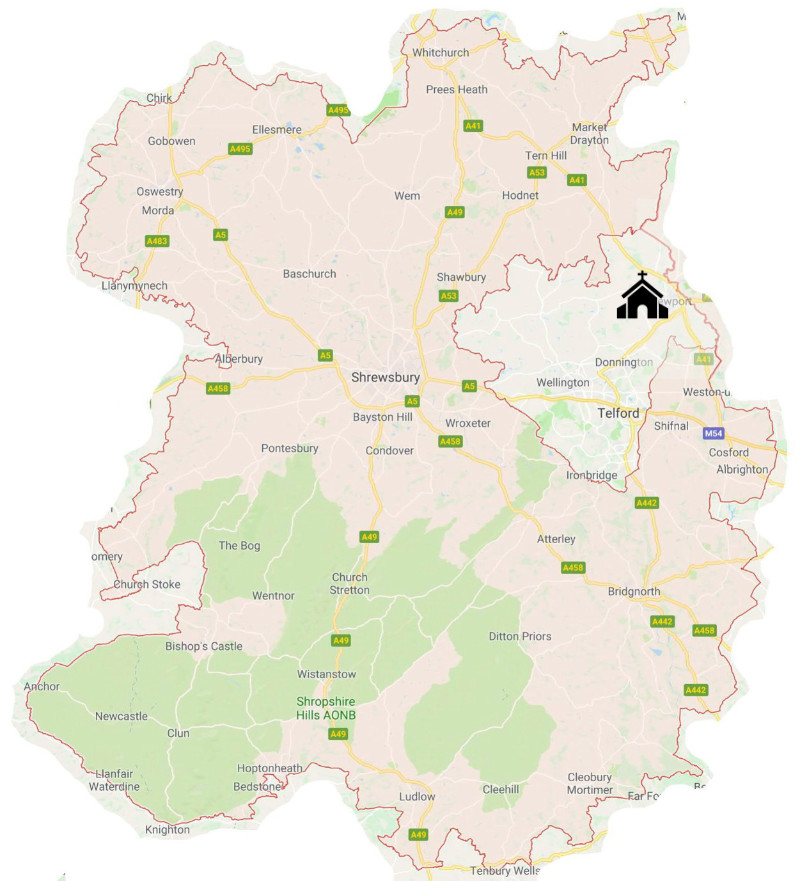 M
Whitchurch
Prees Heath
Chirk
A495
Ellesmere
A41
Market
Drayton
Gobowen
A495
Tern Hill
A53
A41
Oswestry
Wem
Hodnet
Morda
A49
A5
A483
Baschurch
Shawbury
Llanymynech
A53
ewport
A5
Alberbury
A41
Donnington
Shrewsbury
Wellington
A458
A5
Weston-u
A5
Telford
Bayston Hill
Wroxeter
Shifnal
M54
A458
Pontesbury
Condover
Cosford
Albrighton
Ironbridge
A442
A49
The Bog
Atterley
omery
A458
Church Stoke
Church
Stretton
Wentnor
Bridgnorth
A442
A458
A49
Ditton Priors
Bishop's Castle
Wistanstow
Anchor
A442
Shropshire
Hills AONB
Newcastle
Clun
A49
Hoptonheath
Llanfair
Waterdine
Bedstone
Cleobury
Mortimer
Cleehill
Ludlow
Far Fo
Knighton
A49
Tenbury Wells